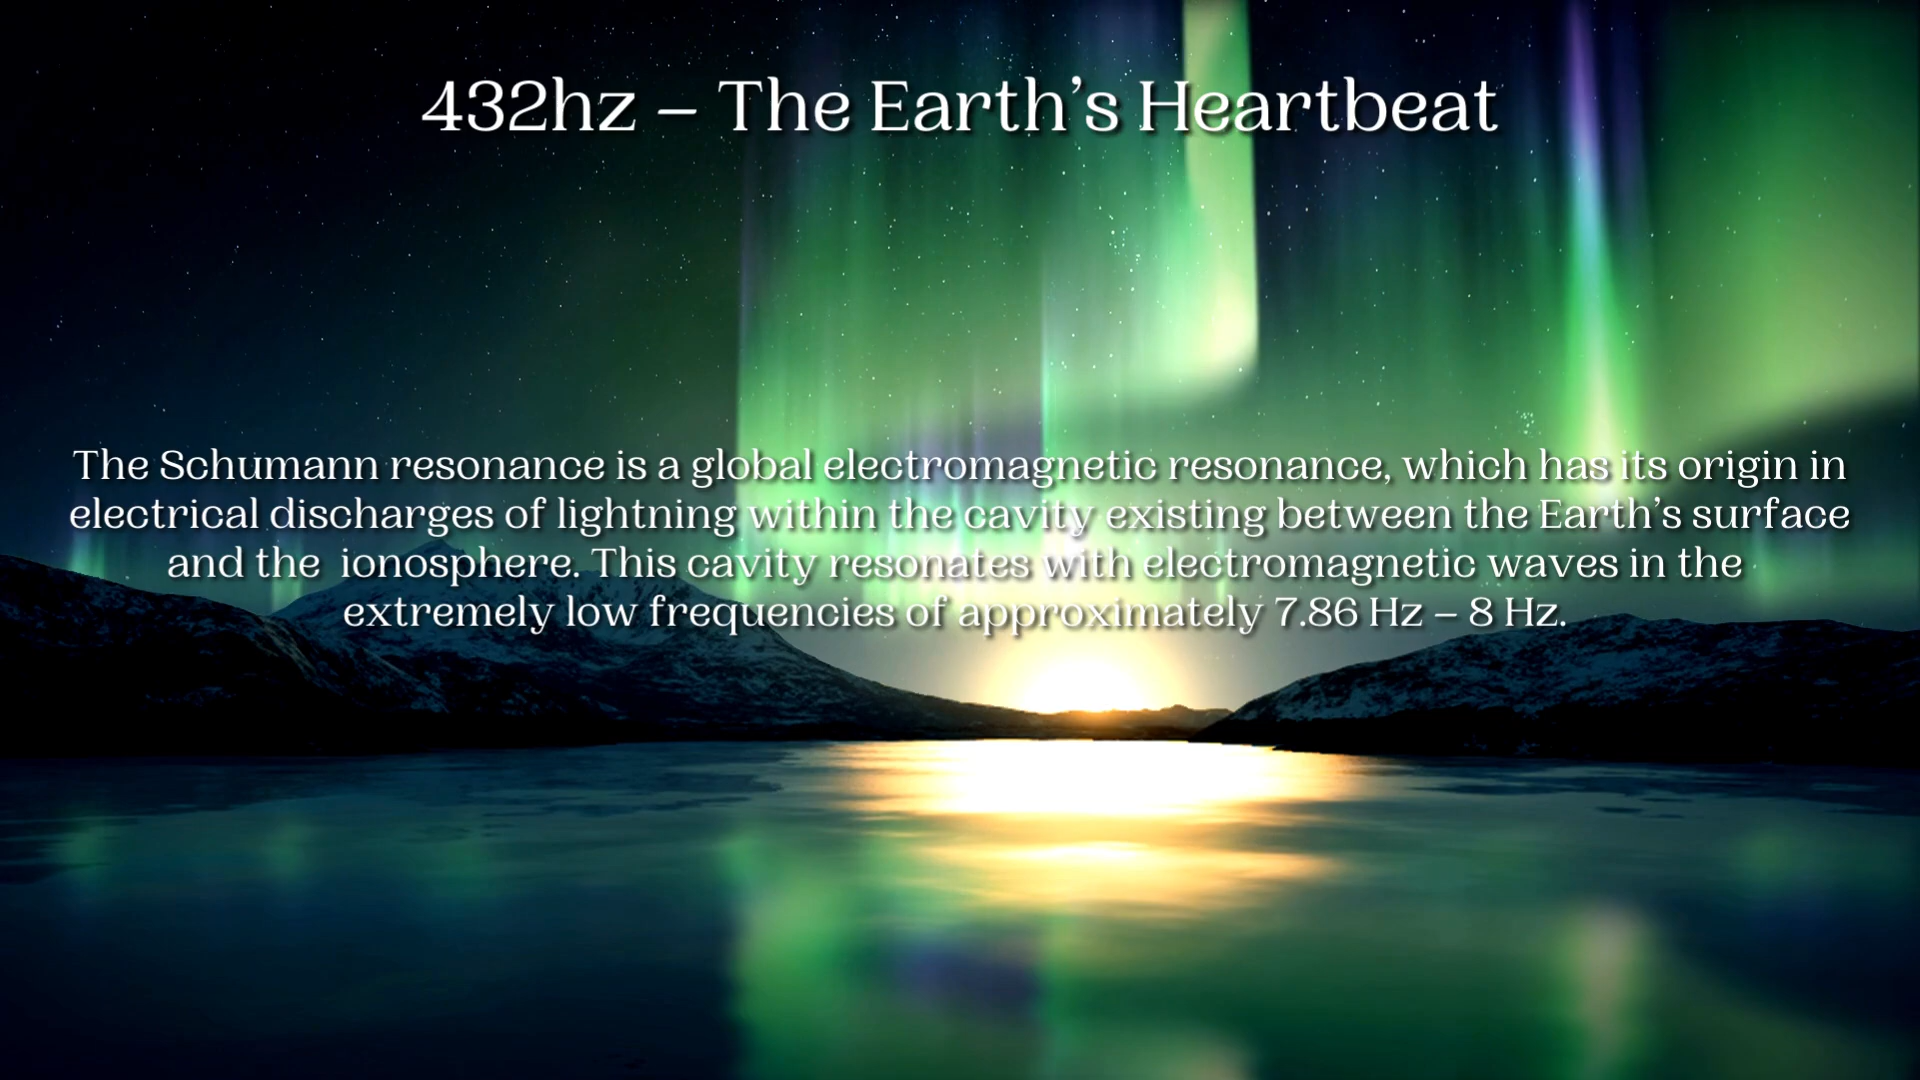 432hz – The Earth's Heartbeat
The Schumann resonance is a global electromagnetic resonance, which has its origin in
electrical discharges of lightning within the cavity existing between the Earth's surface
and the  ionosphere. This cavity resonates with electromagnetic waves in the
extremely low frequencies of approximately 7.86 Hz – 8 Hz.